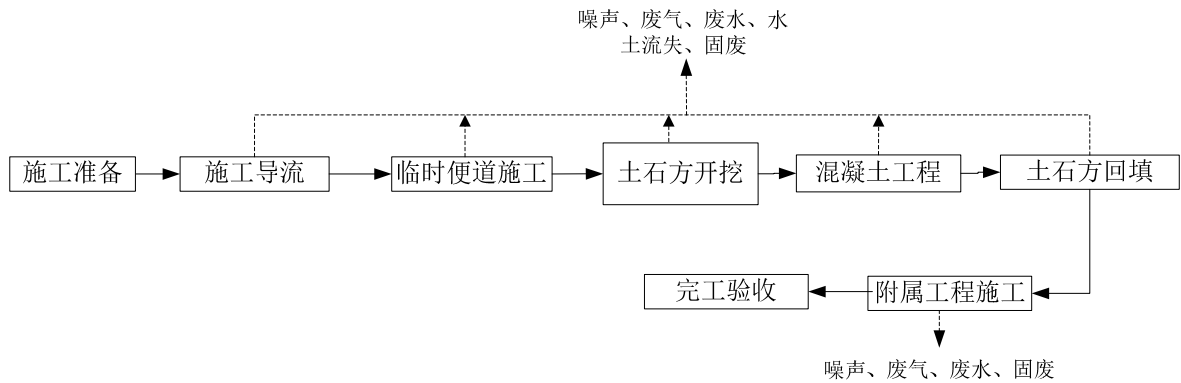 噪声、废气、废水、水
土流失、固废
施工准备
施工导流
临时便道施工
土石方开挖
混凝土工程
土石方回填
完工验收
附属工程施工
噪声、废气、废水、固废